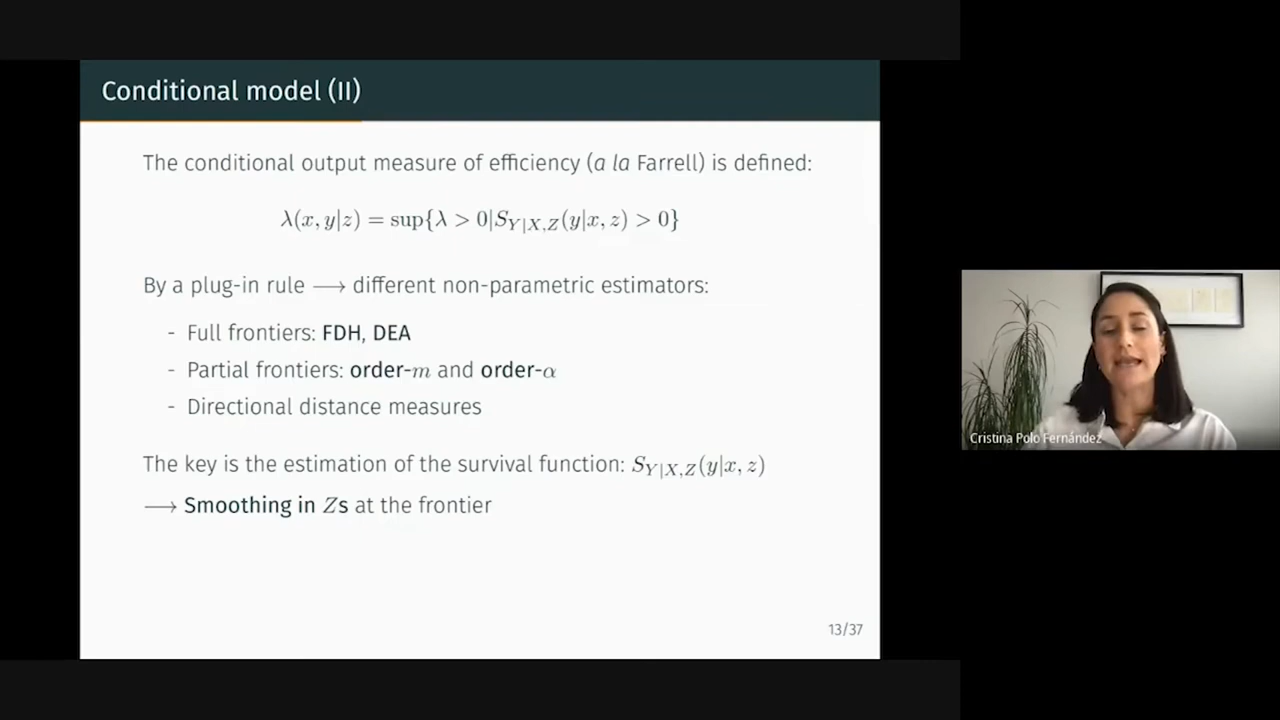 Conditional model (II)
The conditional output measure of efficiency (a la Farrell) is defined:
λ(x, y|z) = sup{λ > 0|S_{Y|X,Z}(y|x, z) > 0}
By a plug-in rule ⟶ different non-parametric estimators:
- Full frontiers: FDH, DEA
- Partial frontiers: order-m and order-α
- Directional distance measures
The key is the estimation of the survival function: S_{Y|X,Z}(y|x, z)
⟶ Smoothing in Zs at the frontier
13/37
Cristina Polo Fernández